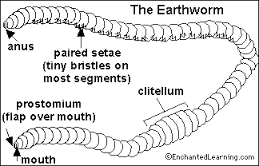 The Earthworm
anus
paired setae
(tiny bristles on
most segments)
clitellum
prostomium
(flap over mouth)
mouth
©EnchantedLearning.com